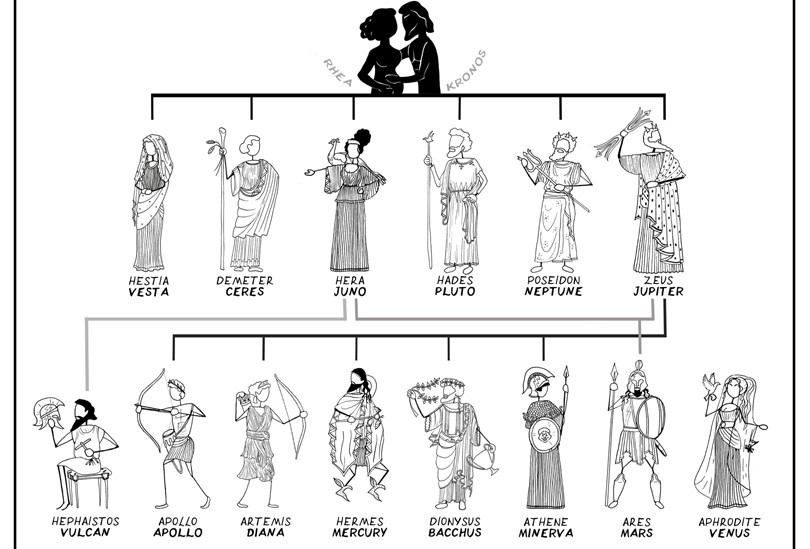 RHEA
KRONOS
HESTIA
VESTA
DEMETER
CERES
HERA
JUNO
HADES
PLUTO
POSEIDON
NEPTUNE
ZEUS
JUPITER
HEPHAISTOS
VULCAN
APOLLO
APOLLO
ARTEMIS
DIANA
HERMES
MERCURY
DIONYSUS
BACCHUS
ATHENE
MINERVA
ARES
MARS
APHRODITE
VENUS